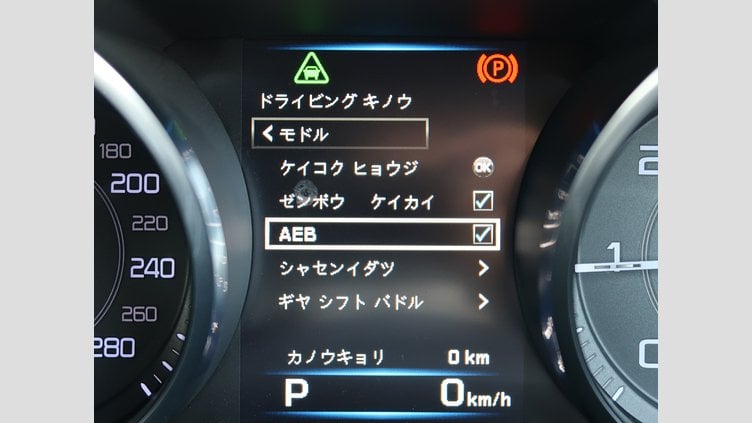 ドライビング キノウ
モドル
ケイコク ヒョウジ OK
ゼンボウ ケイカイ
AEB
シャセンイダツ
ギヤ シフト パドル
カノウキョリ 0 km
P 0 km/h
180
200
220
240
260
280
P
2
1
0